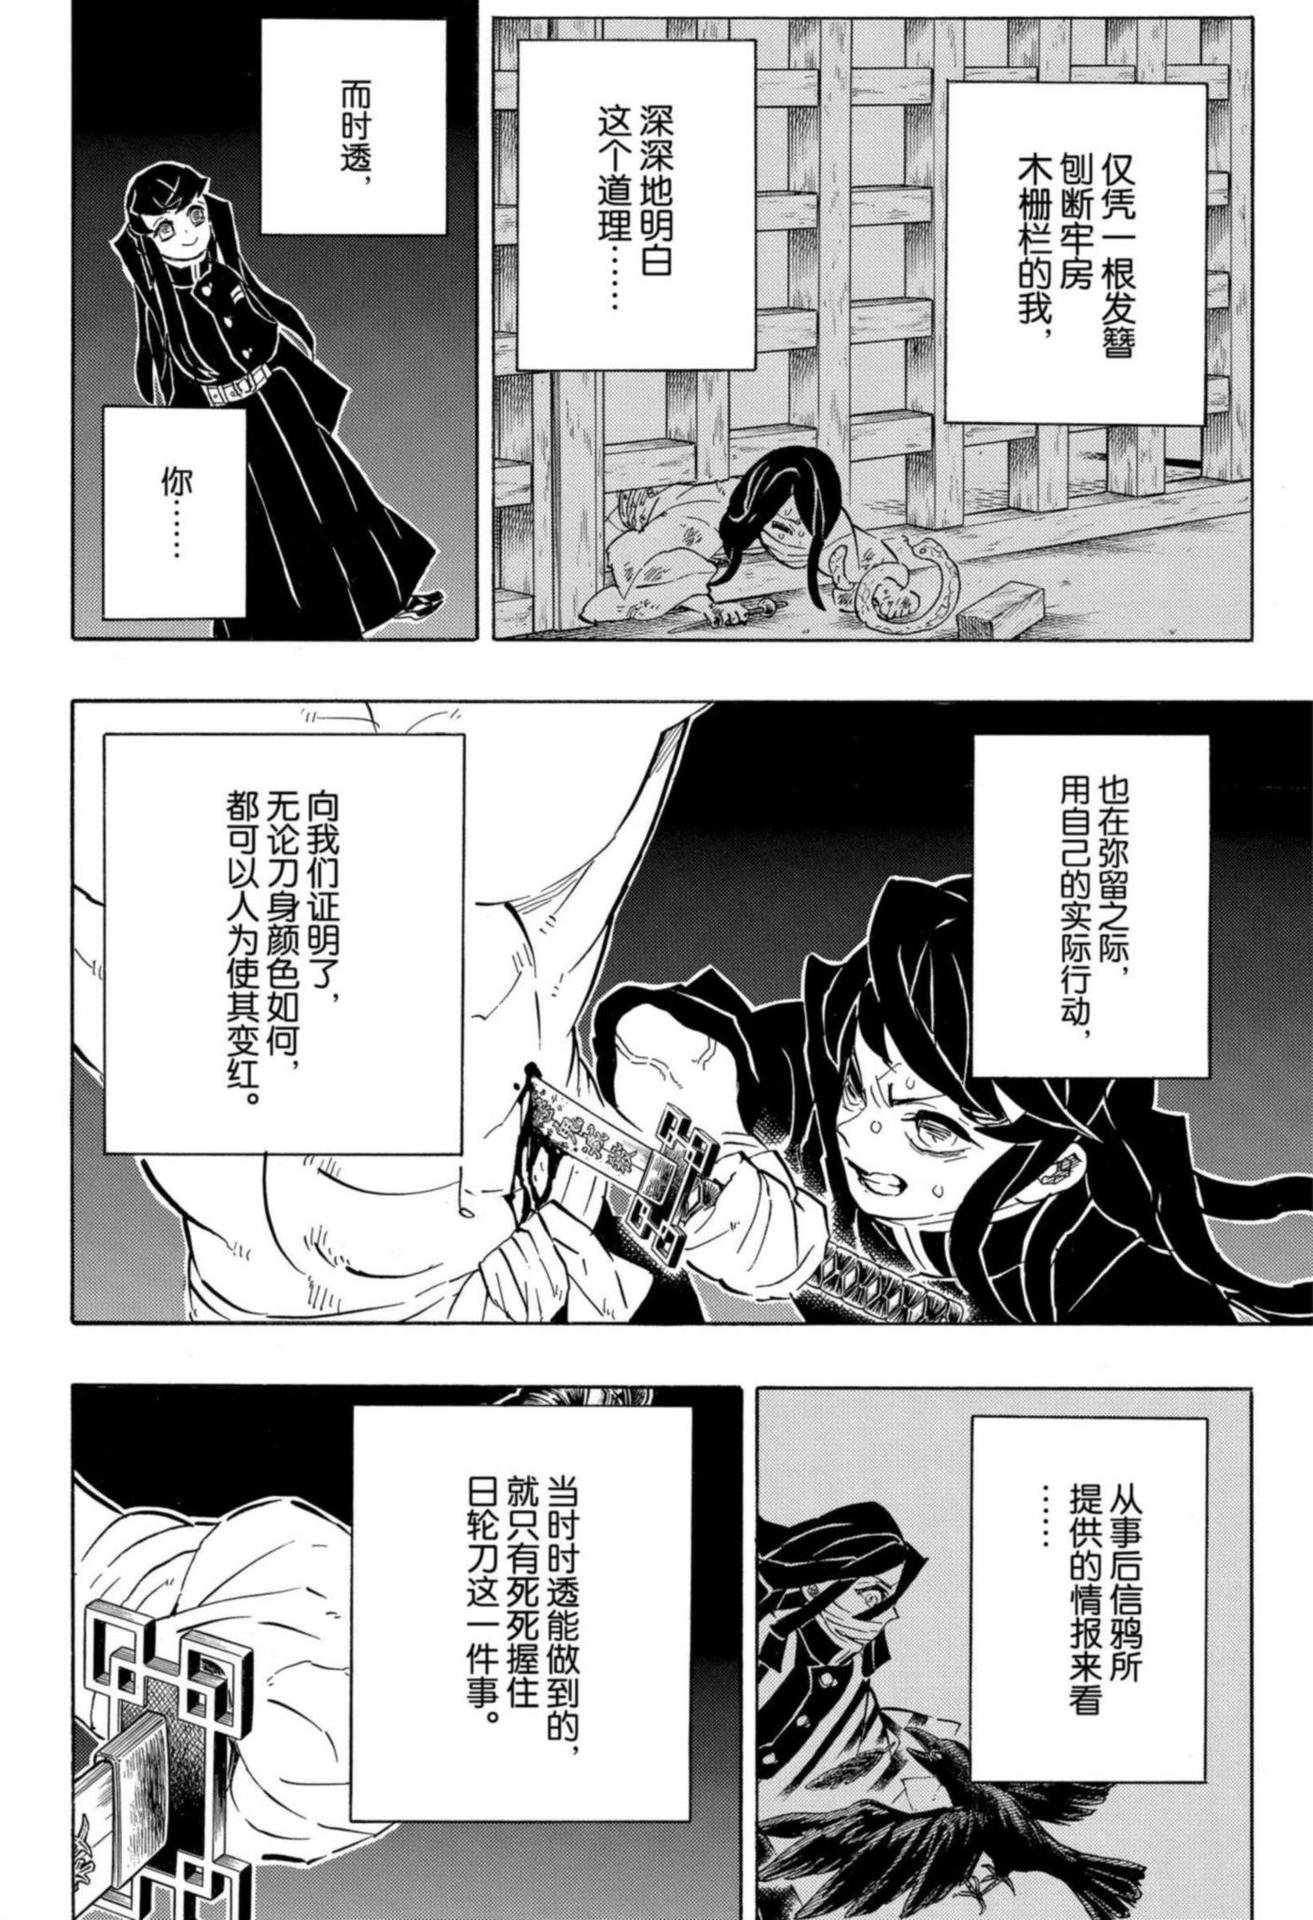 仅凭一根发簪
刨断牢房
木栅栏的我，
深深地明白
这个道理……
而时透，
你……
也在弥留之际，
用自己的实际行动，
向我们证明了，
无论刀身颜色如何，
都可以人为使其变红。
从事后信鸦所
提供的情报来看
……
当时时透能做到的，
就只有死死握住
日轮刀这一件事。